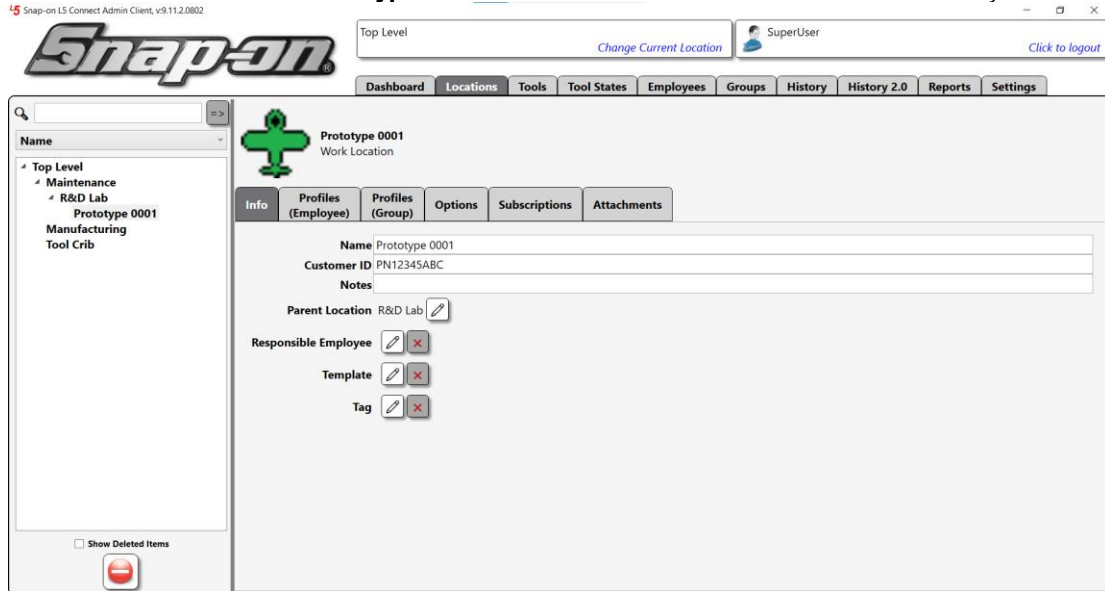 L5 Snap-on L5 Connect Admin Client, v:9.11.2.0802
Snap-on®
Top Level
Change Current Location
SuperUser
Click to logout
Dashboard Locations Tools Tool States Employees Groups History History 2.0 Reports Settings
=>
Name
Top Level
Maintenance
R&D Lab
Prototype 0001
Manufacturing
Tool Crib
Show Deleted Items
Prototype 0001
Work Location
Info
Profiles (Employee)
Profiles (Group)
Options
Subscriptions
Attachments
Name Prototype 0001
Customer ID PN12345ABC
Notes
Parent Location R&D Lab
Responsible Employee
Template
Tag